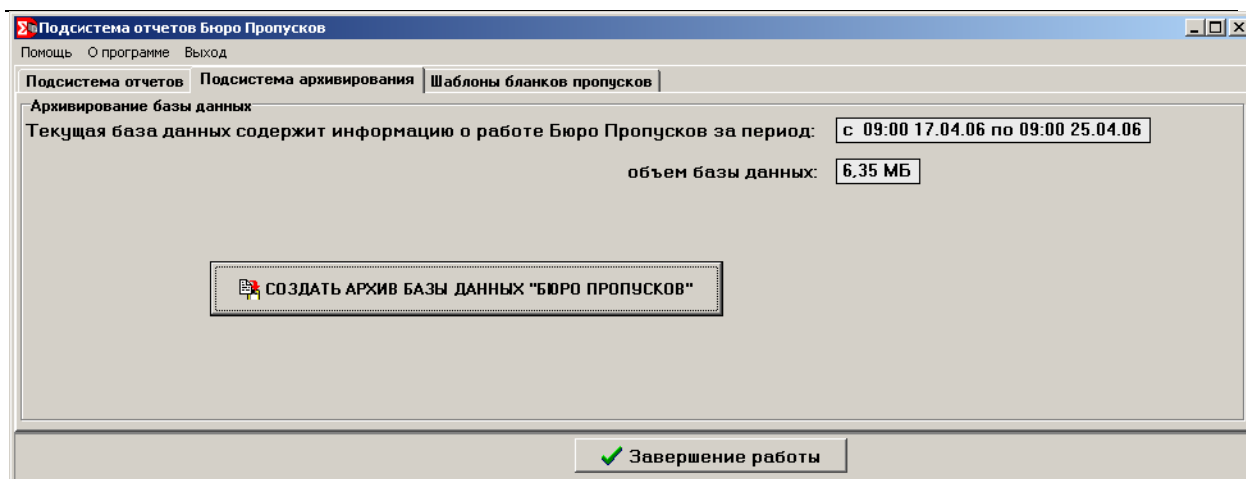 Подсистема отчетов Бюро Пропусков
Помощь О программе Выход
Подсистема отчетов Подсистема архивирования Шаблоны бланков пропусков
Архивирование базы данных
Текущая база данных содержит информацию о работе Бюро Пропусков за период: с 09:00 17.04.06 по 09:00 25.04.06
объем базы данных: 6,35 МБ
СОЗДАТЬ АРХИВ БАЗЫ ДАННЫХ "БЮРО ПРОПУСКОВ"
Завершение работы